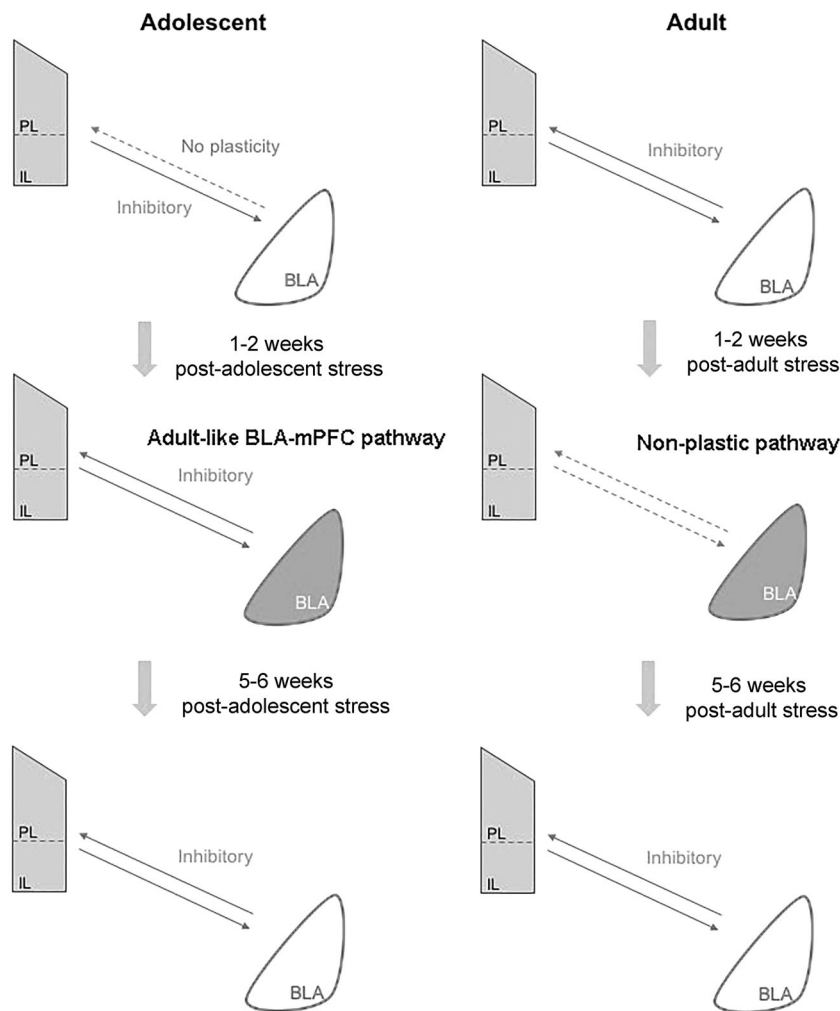 Adolescent
PL
IL
No plasticity
Inhibitory
BLA
1-2 weeks
post-adolescent stress
Adult-like BLA-mPFC pathway
PL
IL
Inhibitory
BLA
5-6 weeks
post-adolescent stress
PL
IL
Inhibitory
BLA
Adult
PL
IL
Inhibitory
BLA
1-2 weeks
post-adult stress
Non-plastic pathway
PL
IL
BLA
5-6 weeks
post-adult stress
PL
IL
Inhibitory
BLA